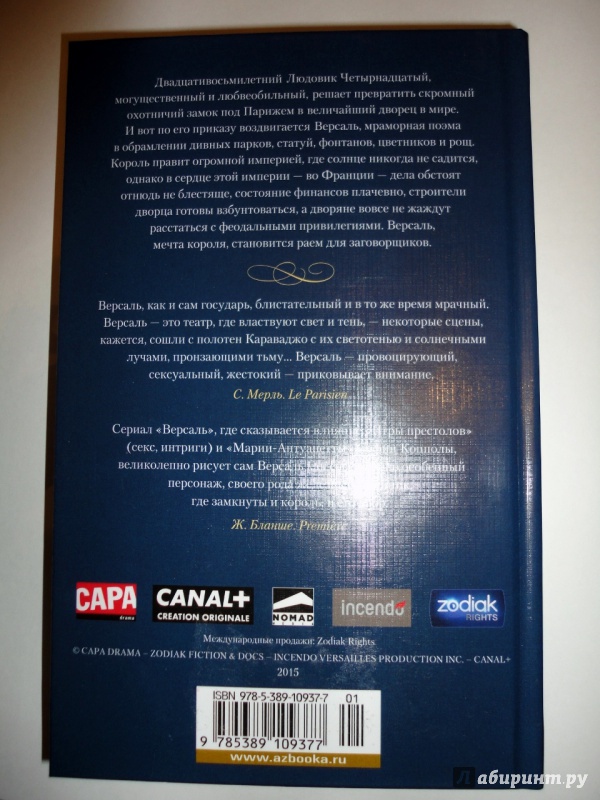 Двадцативосьмилетний Людовик Четырнадцатый,
могущественный и любвеобильный, решает превратить скромный
охотничий замок под Парижем в величайший дворец в мире.
И вот по его приказу воздвигается Версаль, мраморная поэма
в обрамлении дивных парков, статуй, фонтанов, цветников и рощ.
Король правит огромной империей, где солнце никогда не садится,
однако в сердце этой империи — во Франции — дела обстоят
отнюдь не блестяще, состояние финансов плачевно, строители
дворца готовы взбунтоваться, а дворяне вовсе не жаждут
расстаться с феодальными привилегиями. Версаль,
мечта короля, становится раем для заговорщиков.
Версаль, как и сам государь, блистательный и в то же время мрачный.
Версаль — это театр, где властвуют свет и тень, — некоторые сцены,
кажется, сошли с полотен Караваджо с их светотенью и солнечными
лучами, пронзающими тьму... Версаль — провоцирующий,
сексуальный, жестокий — приковывает внимание.
С. Мерль. Le Parisien
Сериал «Версаль», где сказывается влияние «Игры престолов»
(секс, интриги) и «Марии-Антуанетты» Копполы,
великолепно рисует сам Версаль
персонаж, своего рода
где замкнуты и король, и
Ж. Бланше. Première
CAPA drama
CANAL+ CREATION ORIGINALE
NOMAD
incendo
zodiak RIGHTS
Международные продажи: Zodiak Rights.
© CAPA DRAMA – ZODIAK FICTION & DOCS – INCENDO VERSAILLES PRODUCTION INC. – CANAL+
2015
ISBN 978-5-389-10937-7 01
9 785389 109377
www.azbooka.ru
Лабиринт.ру